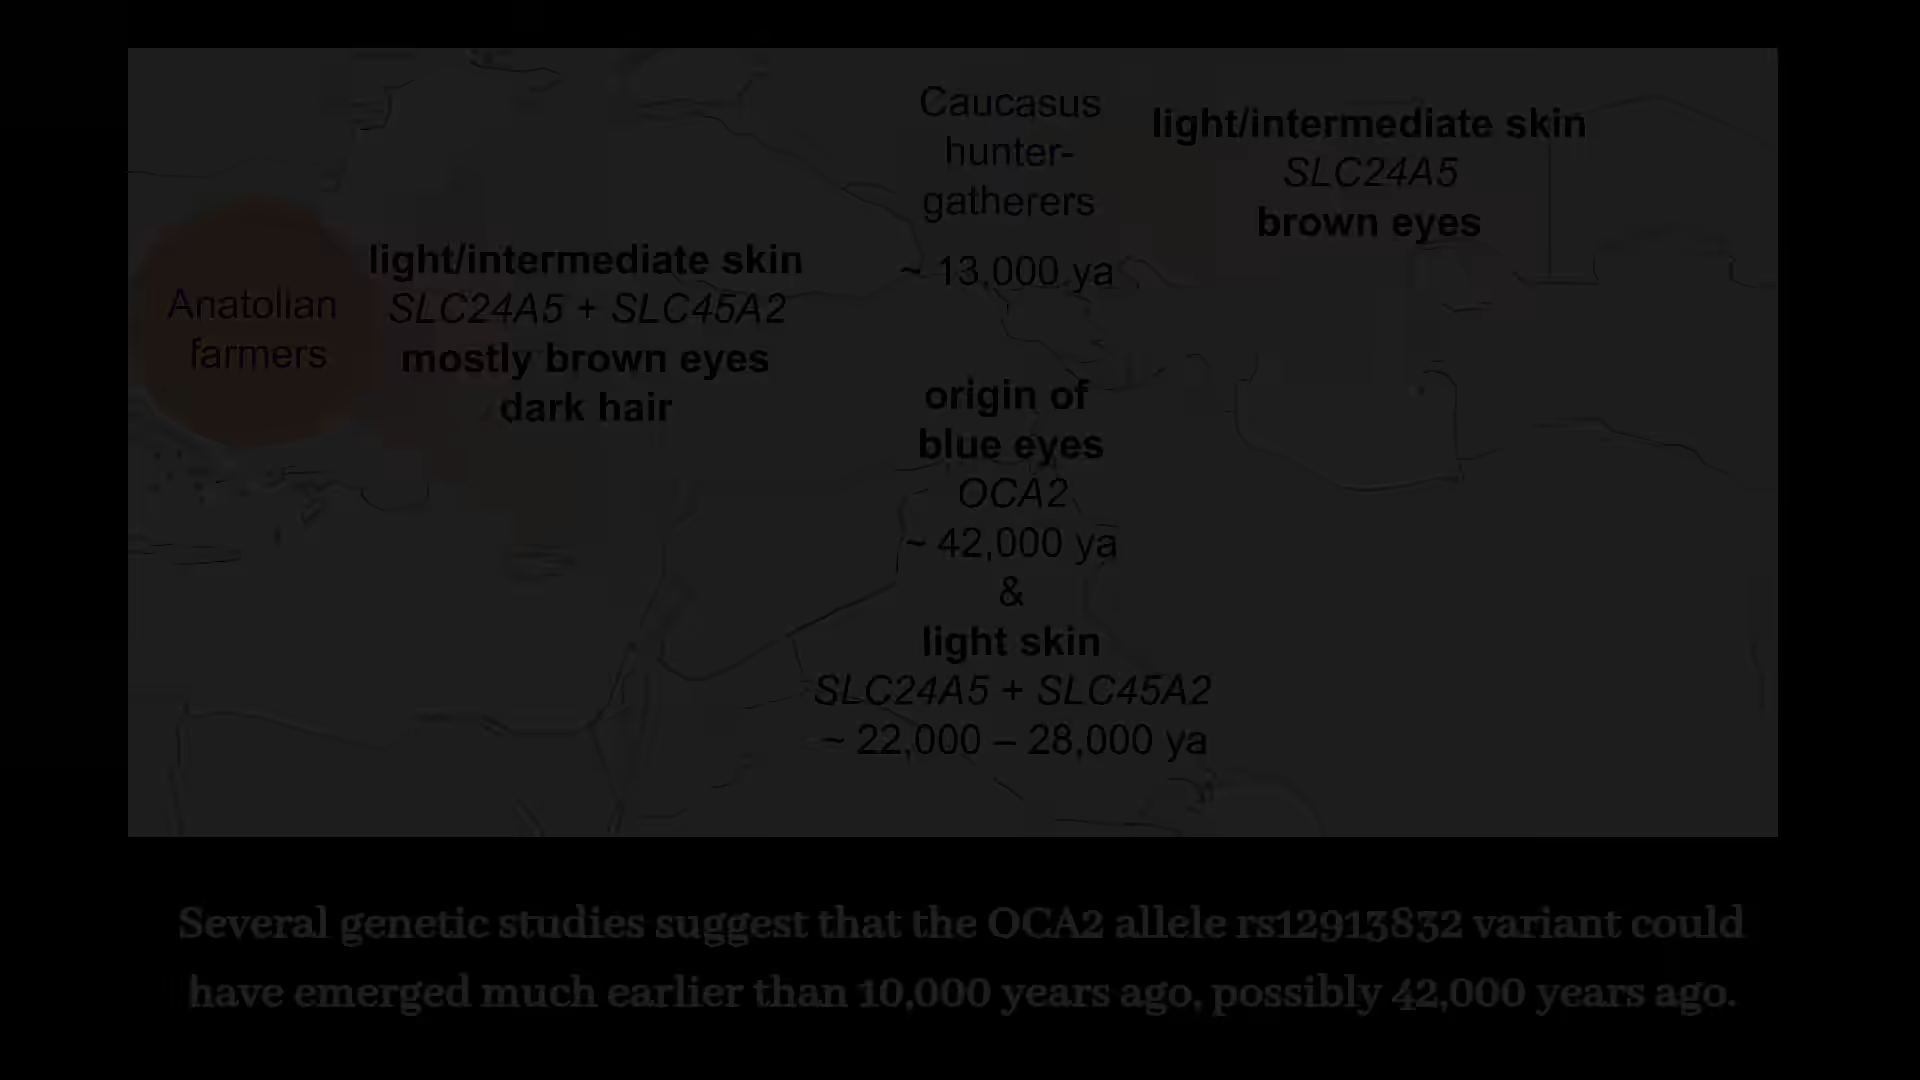 Caucasus
hunter-
gatherers
~ 13,000 ya
light/intermediate skin
SLC24A5
brown eyes
Anatolian
farmers
light/intermediate skin
SLC24A5 + SLC45A2
mostly brown eyes
dark hair
origin of
blue eyes
OCA2
~ 42,000 ya
&
light skin
SLC24A5 + SLC45A2
~ 22,000 – 28,000 ya
Several genetic studies suggest that the OCA2 allele rs12913832 variant could
have emerged much earlier than 10,000 years ago, possibly 42,000 years ago.